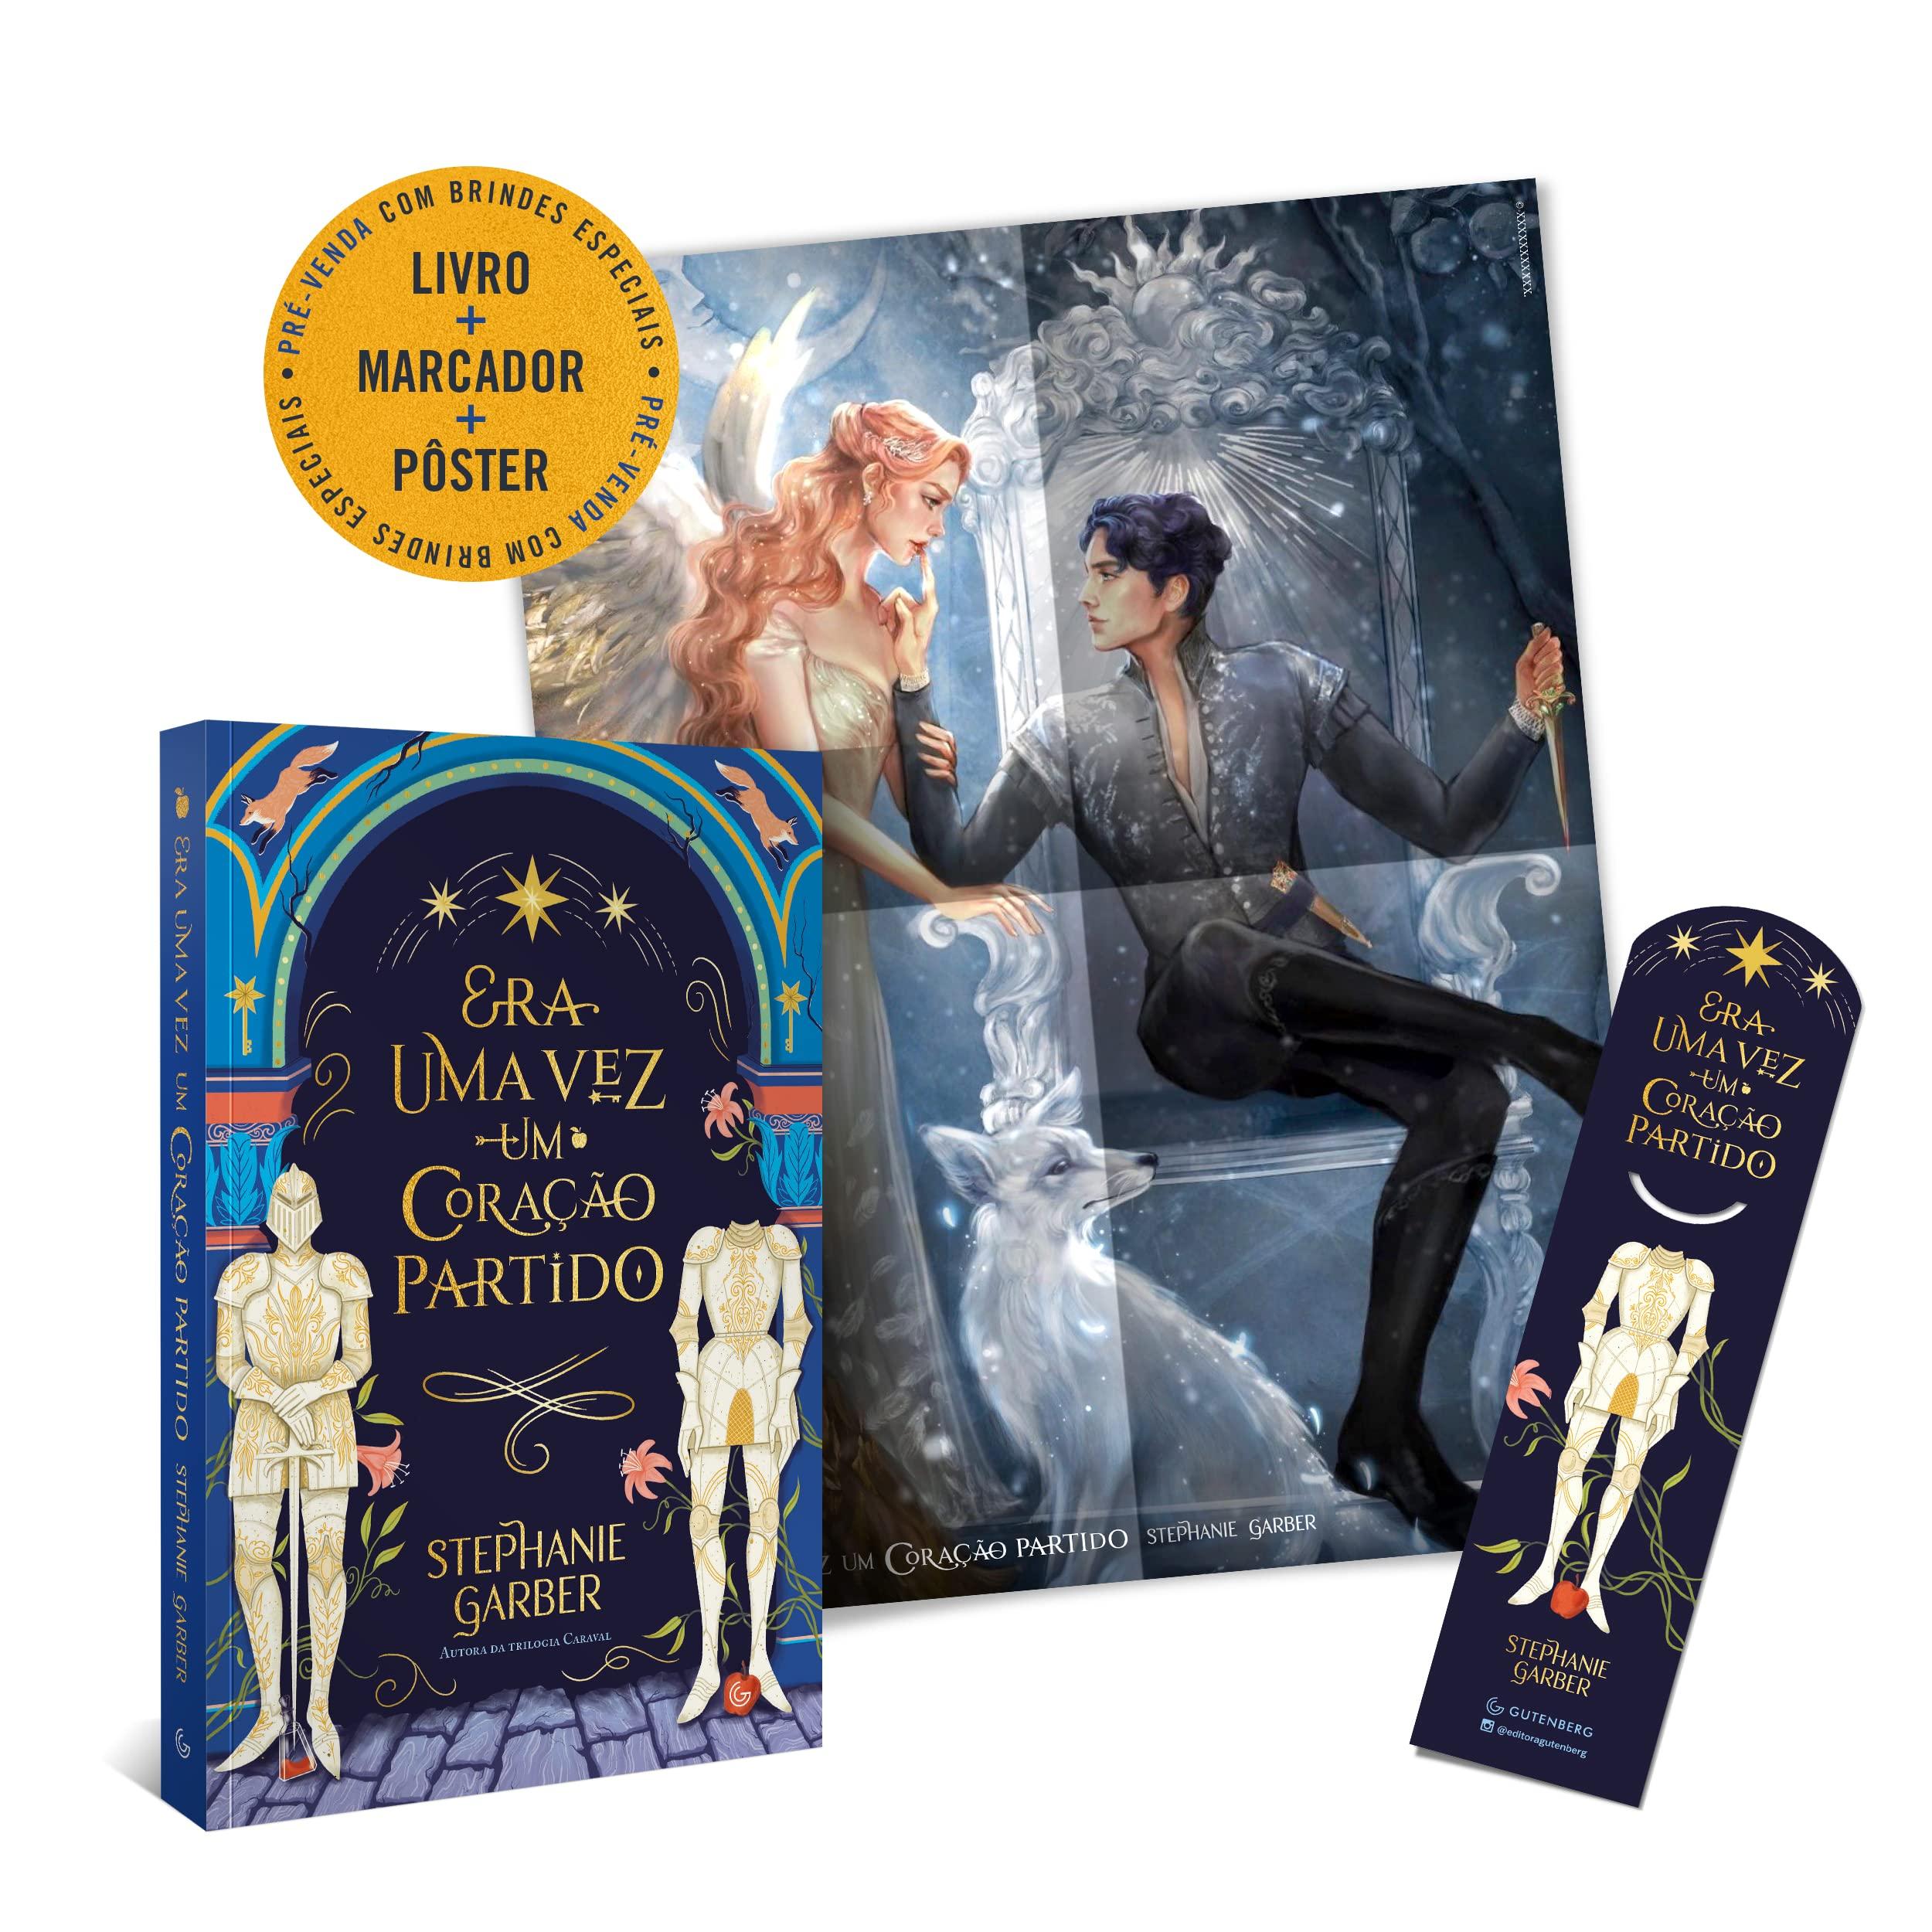 PRÉ-VENDA COM BRINDES ESPECIAIS • PRÉ-VENDA COM BRINDES ESPECIAIS •
LIVRO
+
MARCADOR
+
PÔSTER
©XXXXXXXXXXX
ERA UMA VEZ UM CORAÇÃO PARTIDO STEPHANIE GARBER
ERA
UMA VEZ
UM
CORAÇÃO
PARTIDO
STEPHANIE
GARBER
AUTORA DA TRILOGIA CARAVAL
UM CORAÇÃO PARTIDO STEPHANIE GARBER
ERA
UMA VEZ
UM
CORAÇÃO
PARTIDO
STEPHANIE
GARBER
GUTENBERG
@editoragutenberg